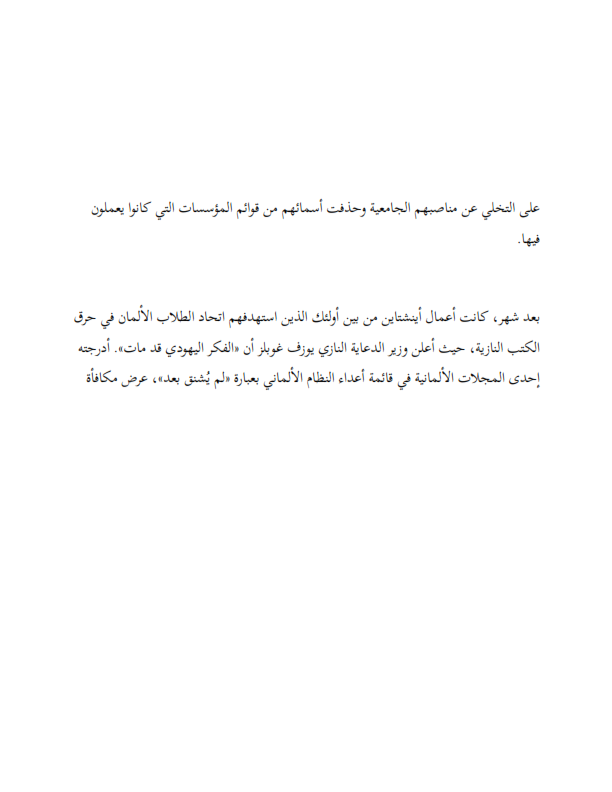 على التخلي عن مناصبهم الجامعية وحذفت أسمائهم من قوائم المؤسسات التي كانوا يعملون
فيها.
بعد شهر، كانت أعمال أينشتاين من بين أولئك الذين استهدفهم اتحاد الطلاب الألمان في حرق
الكتب النازية، حيث أعلن وزير الدعاية النازي يوزف غوبلز أن «الفكر اليهودي قد مات». أدرجته
إحدى المجلات الألمانية في قائمة أعداء النظام الألماني بعبارة «لم يُشنق بعد»، عرض مكافأة